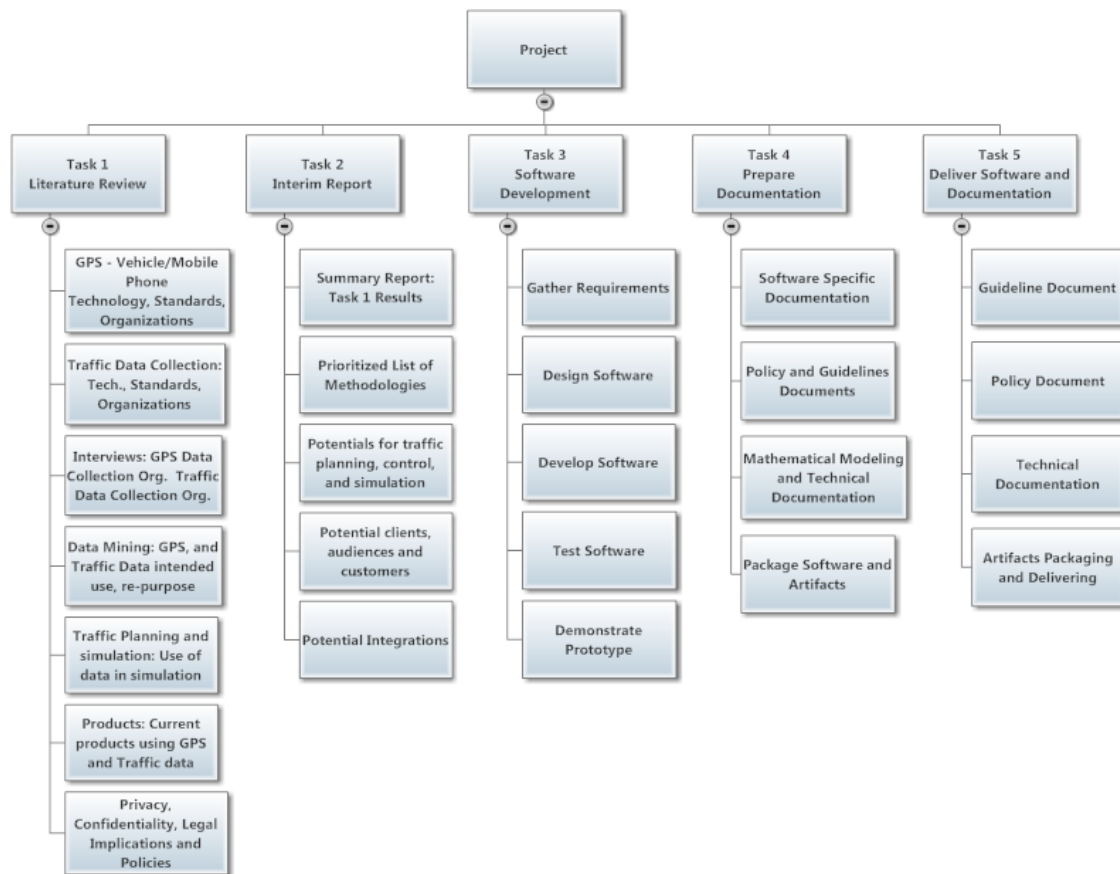 Project
Task 1
Literature Review
Task 2
Interim Report
Task 3
Software
Development
Task 4
Prepare
Documentation
Task 5
Deliver Software and
Documentation
GPS - Vehicle/Mobile
Phone
Technology, Standards,
Organizations
Traffic Data Collection:
Tech., Standards,
Organizations
Interviews: GPS Data
Collection Org. Traffic
Data Collection Org.
Data Mining: GPS, and
Traffic Data intended
use, re-purpose
Traffic Planning and
simulation: Use of
data in simulation
Products: Current
products using GPS
and Traffic data
Privacy,
Confidentiality, Legal
Implications and
Policies
Summary Report:
Task 1 Results
Prioritized List of
Methodologies
Potentials for traffic
planning, control,
and simulation
Potential clients,
audiences and
customers
Potential Integrations
Gather Requirements
Design Software
Develop Software
Test Software
Demonstrate
Prototype
Software Specific
Documentation
Policy and Guidelines
Documents
Mathematical Modeling
and Technical
Documentation
Package Software and
Artifacts
Guideline Document
Policy Document
Technical
Documentation
Artifacts Packaging
and Delivering